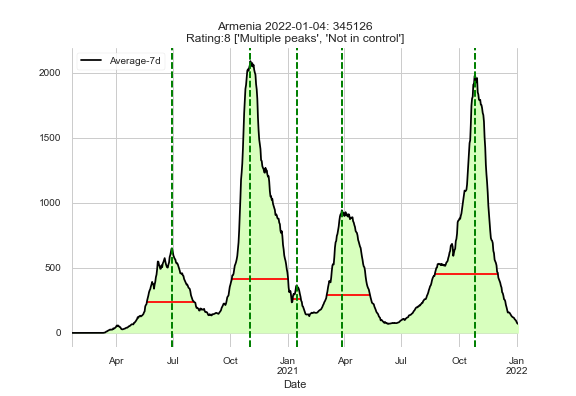 Armenia 2022-01-04: 345126
Rating:8 ['Multiple peaks', 'Not in control']
Average-7d
2000
1500
1000
500
0
Apr Jul Oct Jan Apr Jul Oct Jan
2021 2022
Date